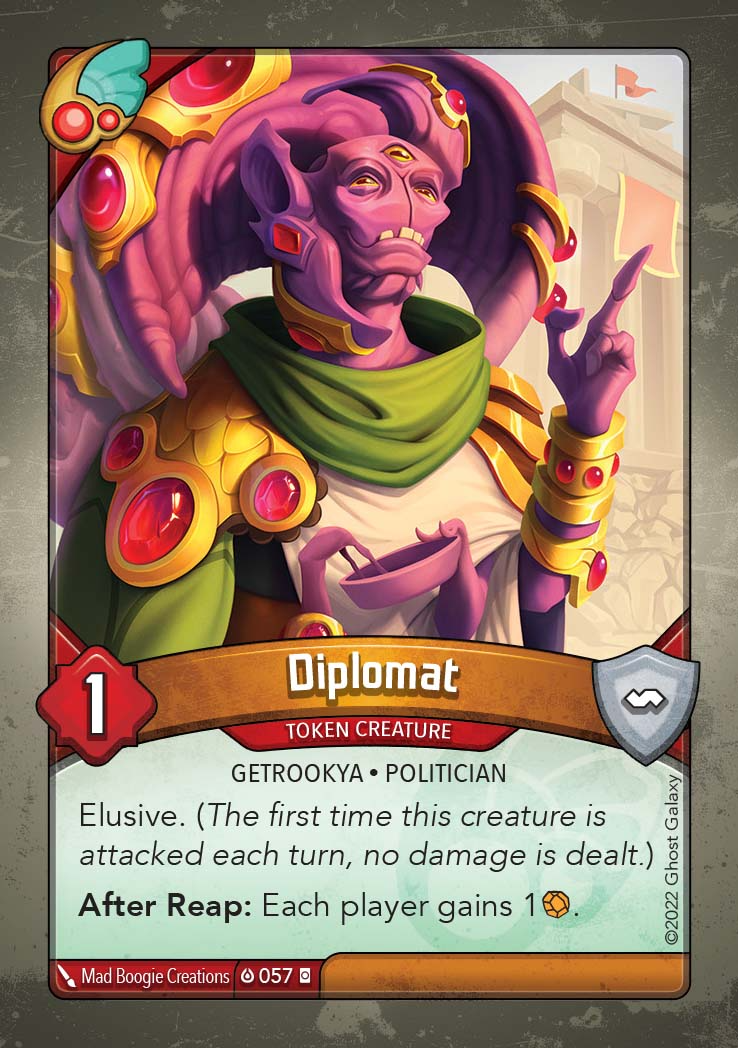 Diplomat
1
TOKEN CREATURE
GETROOKYA • POLITICIAN
Elusive. (The first time this creature is
attacked each turn, no damage is dealt.)
After Reap: Each player gains 1.
©2022 Ghost Galaxy
Mad Boogie Creations 057